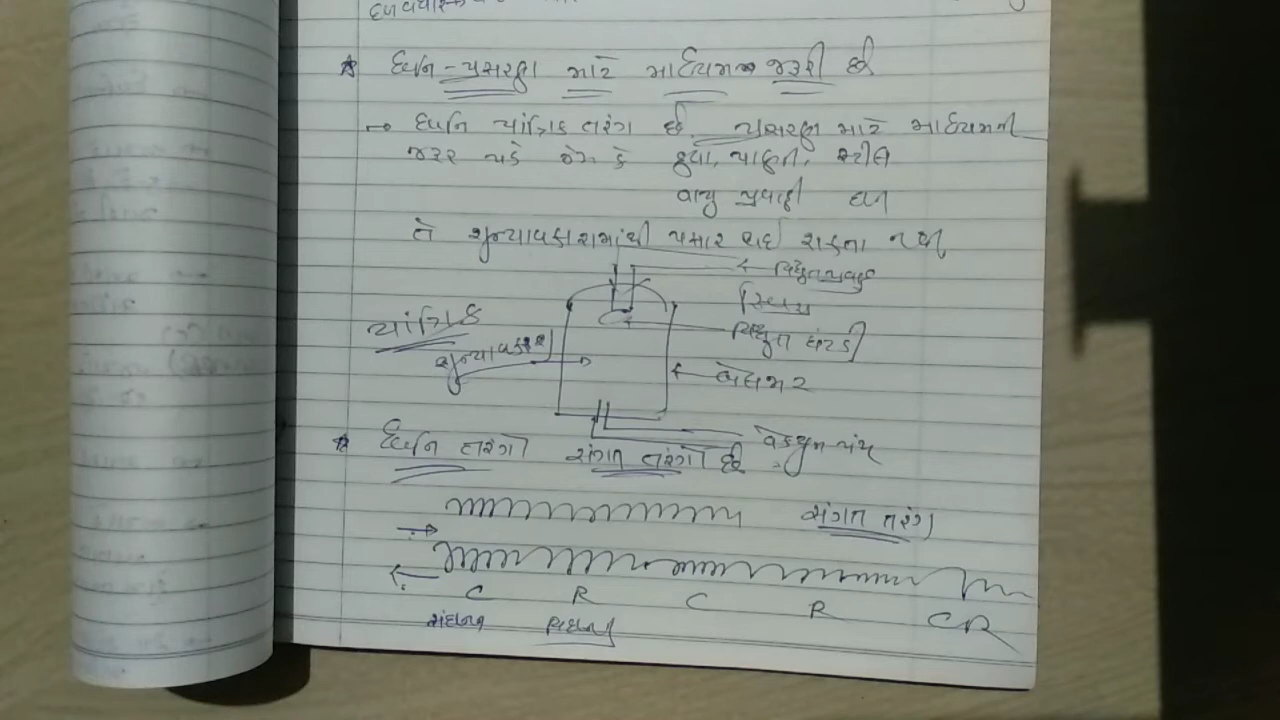 * ધ્વનિ - પ્રસરણ માટે માધ્યમ જરૂરી છે
→ ધ્વનિ યાંત્રિક તરંગ છે. પ્રસરણ માટે માધ્યમની
જરૂર પડે જેમ કે હવા, પાણી, સ્ટીલ
વાયુ પ્રવાહી ઘન
તે શૂન્યાવકાશમાંથી પસાર થઈ શકતા નથી
વિદ્યુતપ્રવાહ
યાંત્રિક
વિદ્યુત ઘંટડી
શૂન્યાવકાશ
બેલજાર
* ધ્વનિ તરંગો સંગત તરંગો છે
સંગત તરંગ
C R C R CR
સંઘનન વિઘનન